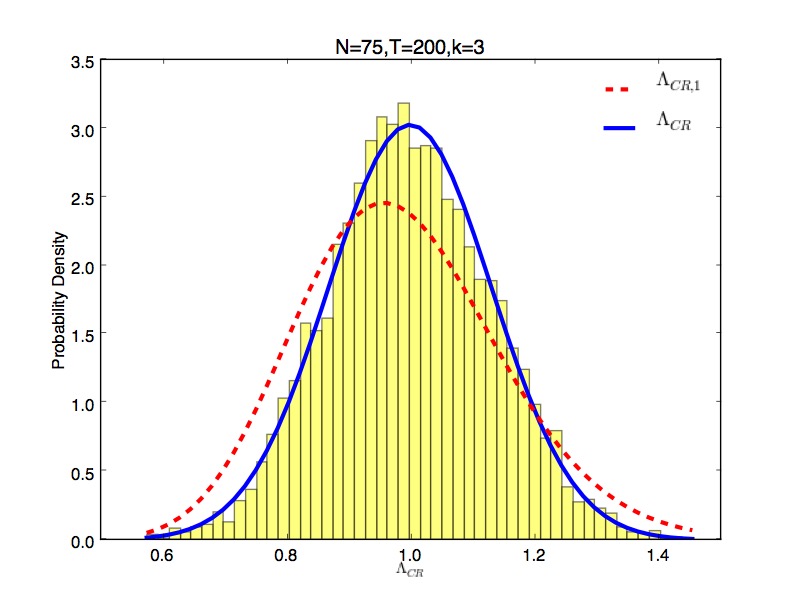 N=75,T=200,k=3
Λ_{CR,1}
Λ_{CR}
Probability Density
3.5
3.0
2.5
2.0
1.5
1.0
0.5
0.0
0.6 0.8 1.0 1.2 1.4
Λ_{CR}